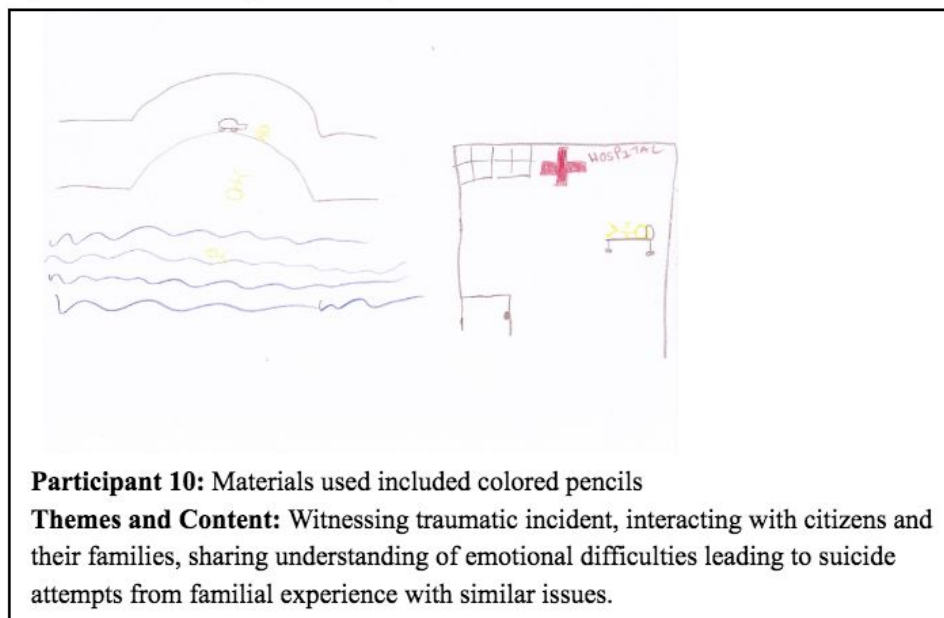 HOSPITAL
Participant 10: Materials used included colored pencils
Themes and Content: Witnessing traumatic incident, interacting with citizens and
their families, sharing understanding of emotional difficulties leading to suicide
attempts from familial experience with similar issues.